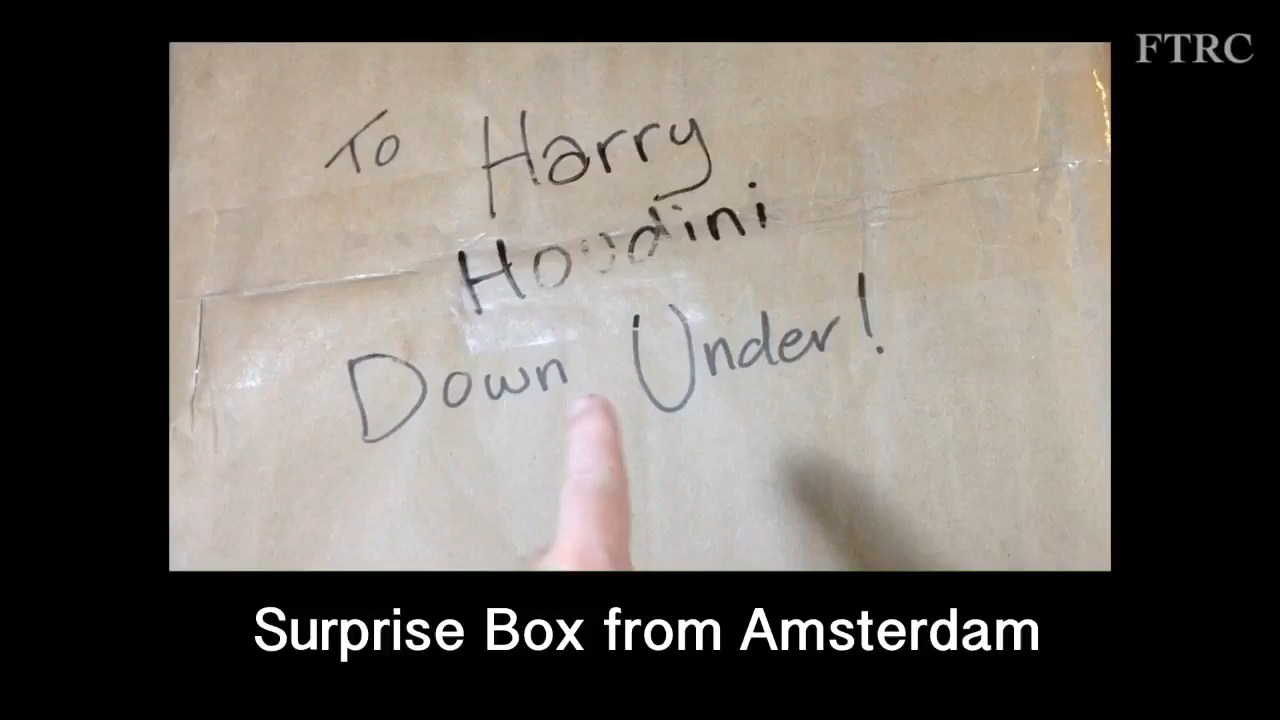 FTRC
To Harry
Houdini
Down Under!
Surprise Box from Amsterdam